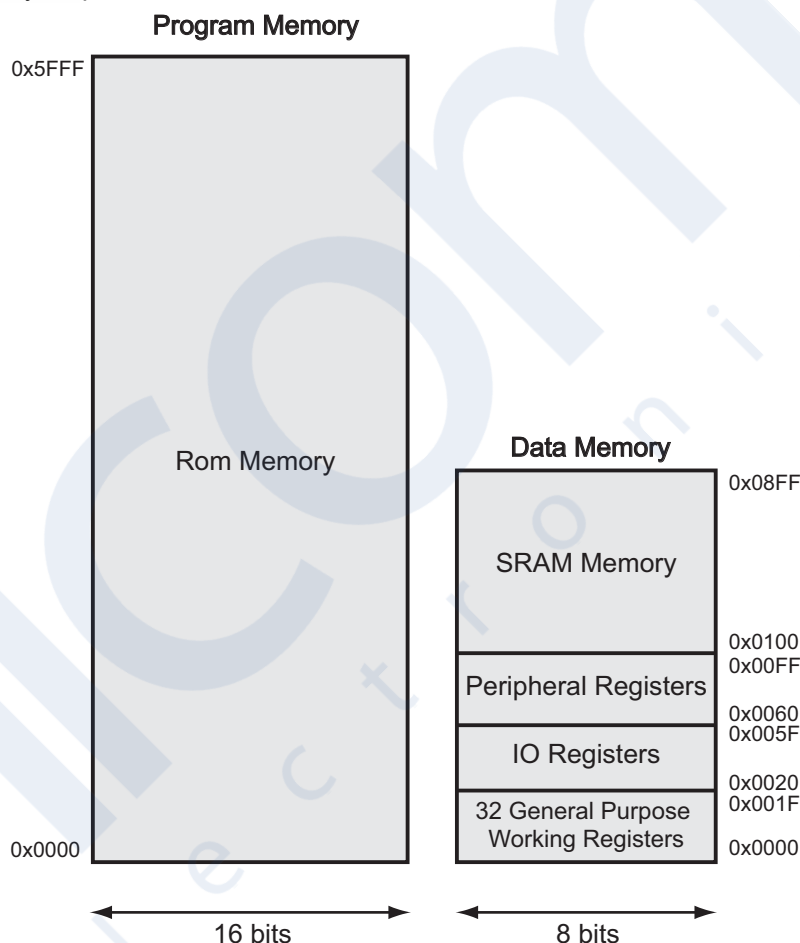 Program Memory
0x5FFF
Rom Memory
0x0000
16 bits
Data Memory
0x08FF
SRAM Memory
0x0100
0x00FF
Peripheral Registers
0x0060
0x005F
IO Registers
0x0020
0x001F
32 General Purpose
Working Registers
0x0000
8 bits